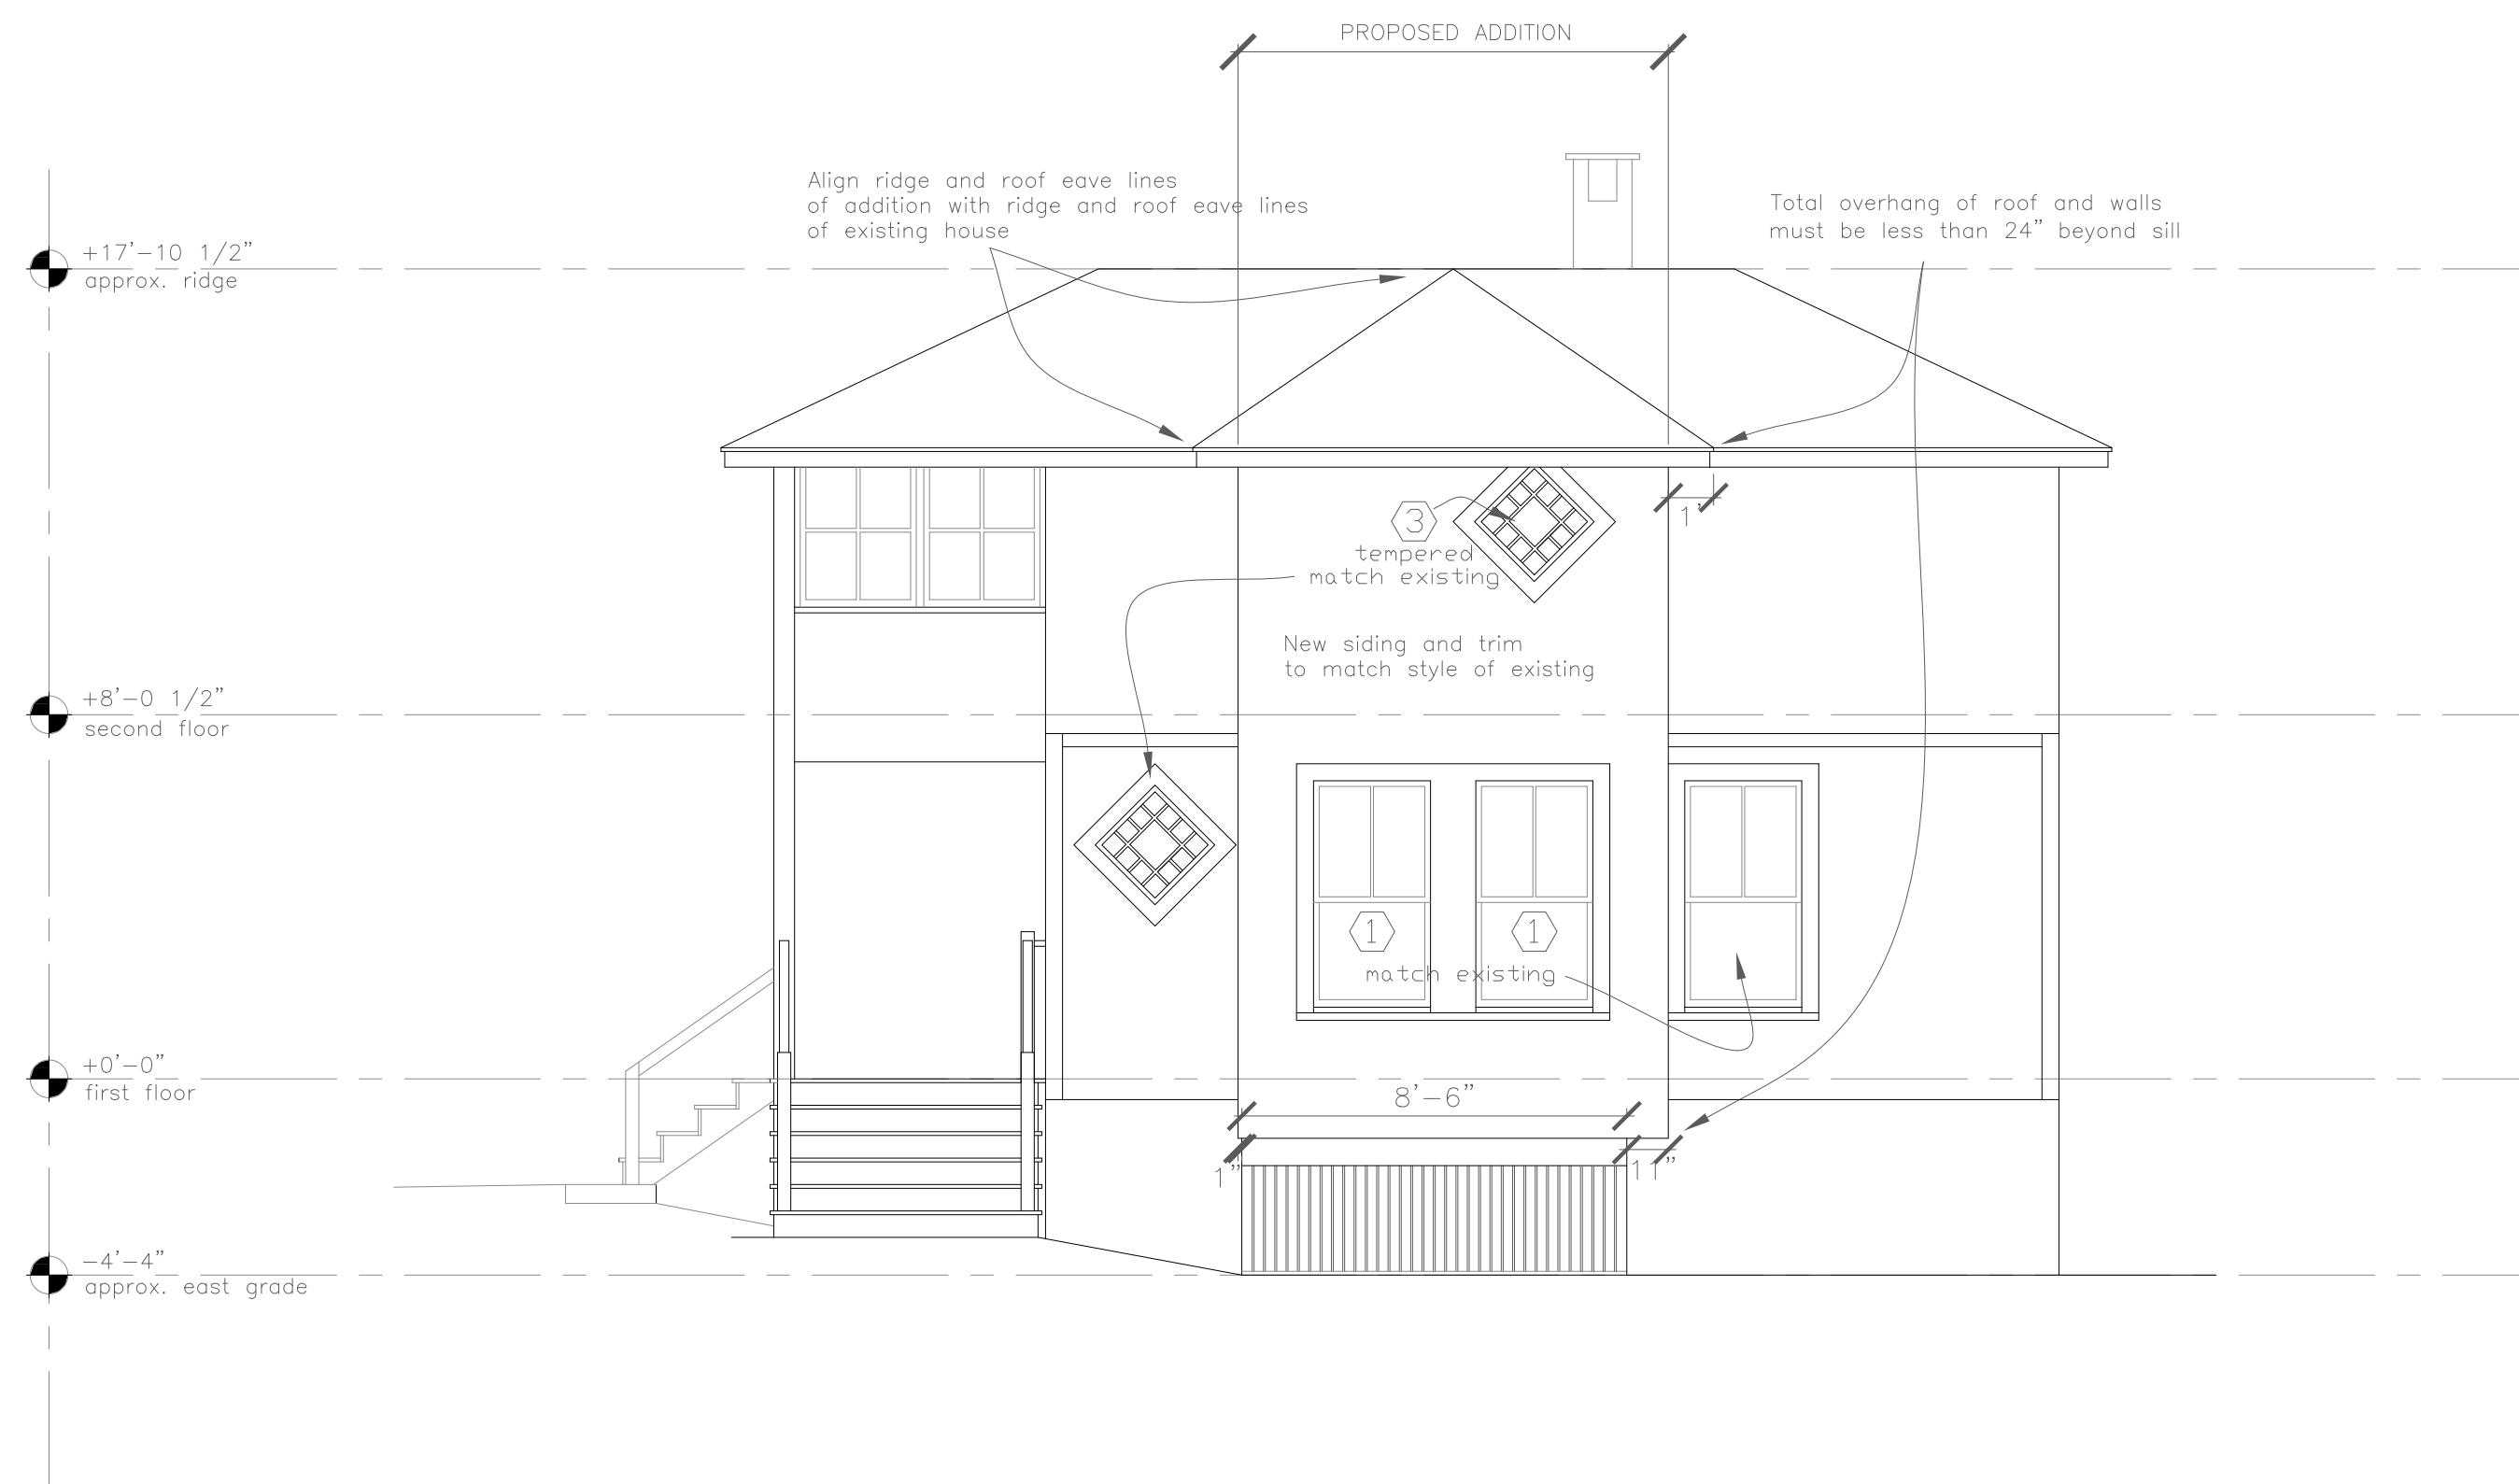 PROPOSED ADDITION
Align ridge and roof eave lines
of addition with ridge and roof eave lines
of existing house
Total overhang of roof and walls
must be less than 24" beyond sill
+17'-10 1/2"
approx. ridge
1'
3
tempered
match existing
New siding and trim
to match style of existing
+8'-0 1/2"
second floor
1
1
match existing
+0'-0"
first floor
8'-6"
1"
11"
-4'-4"
approx. east grade